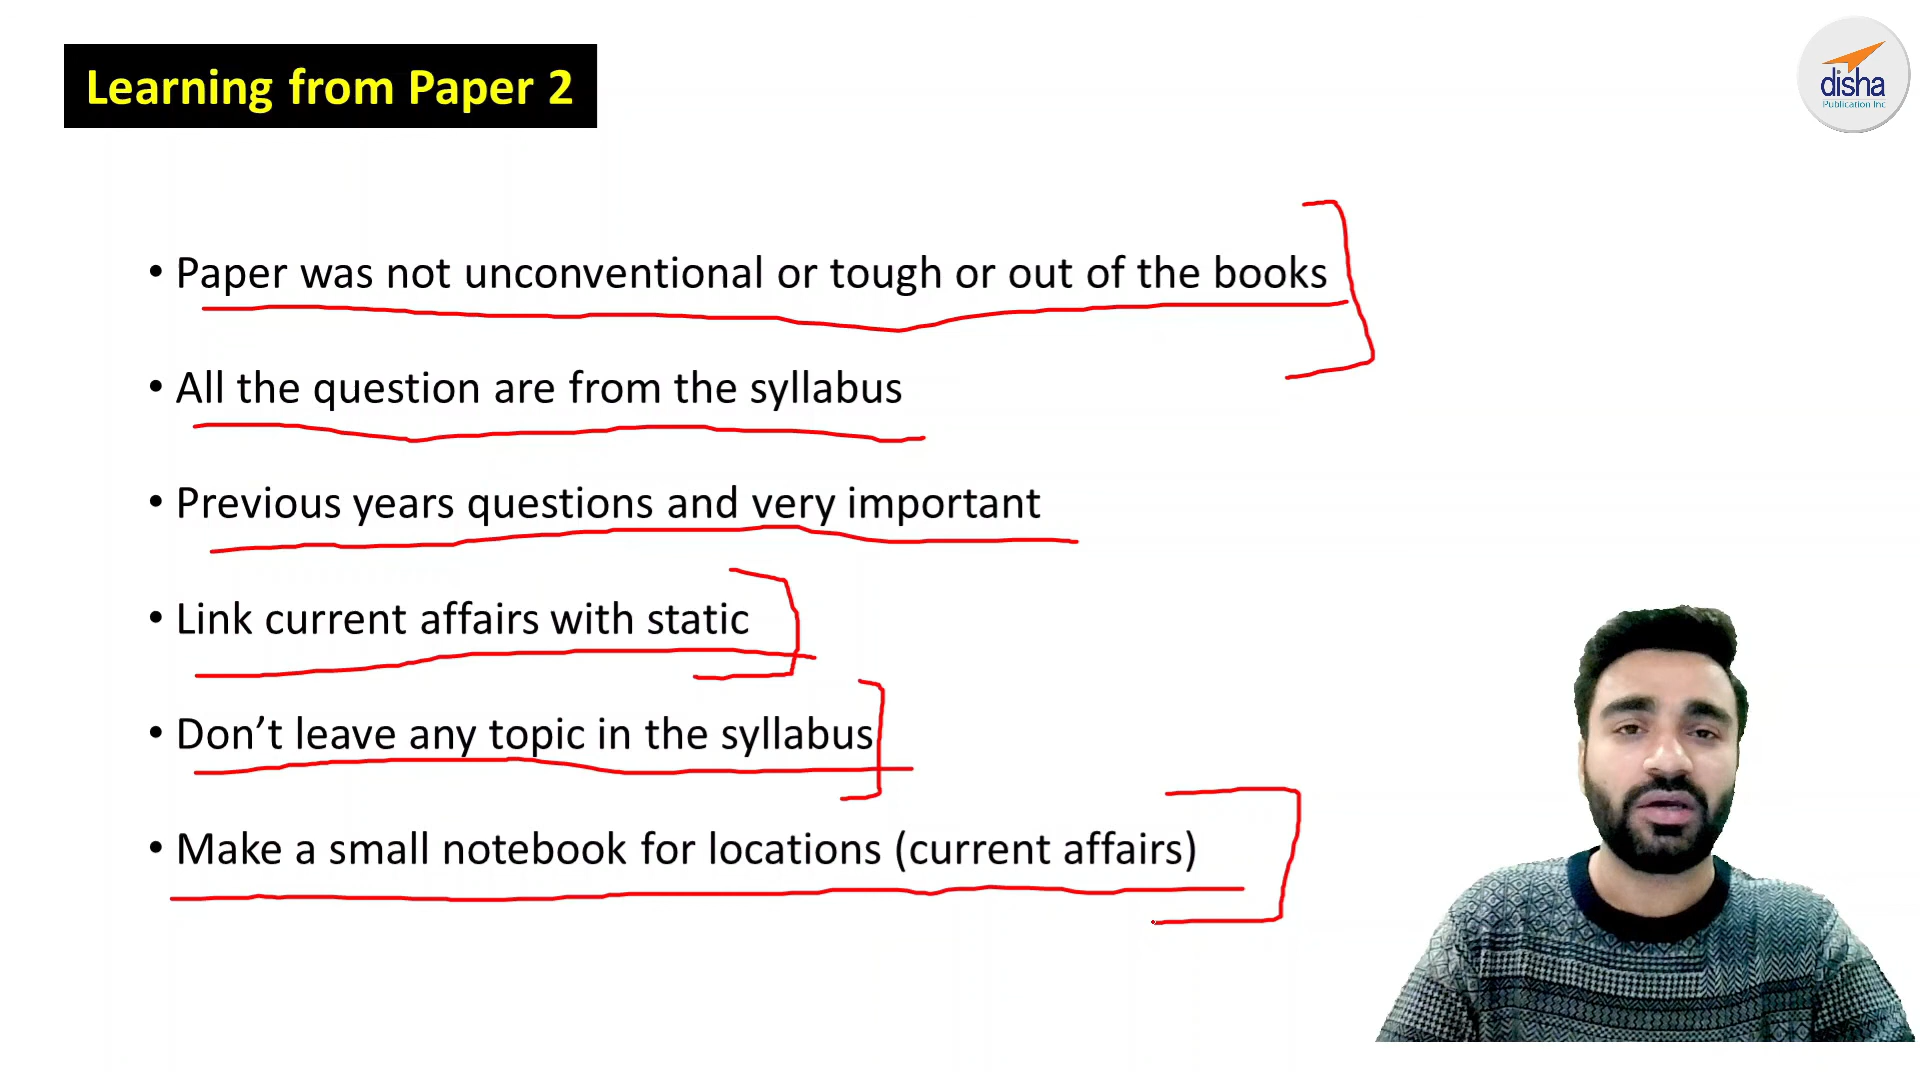 Learning from Paper 2
disha
Publication Inc
• Paper was not unconventional or tough or out of the books
• All the question are from the syllabus
• Previous years questions and very important
• Link current affairs with static
• Don’t leave any topic in the syllabus
• Make a small notebook for locations (current affairs)